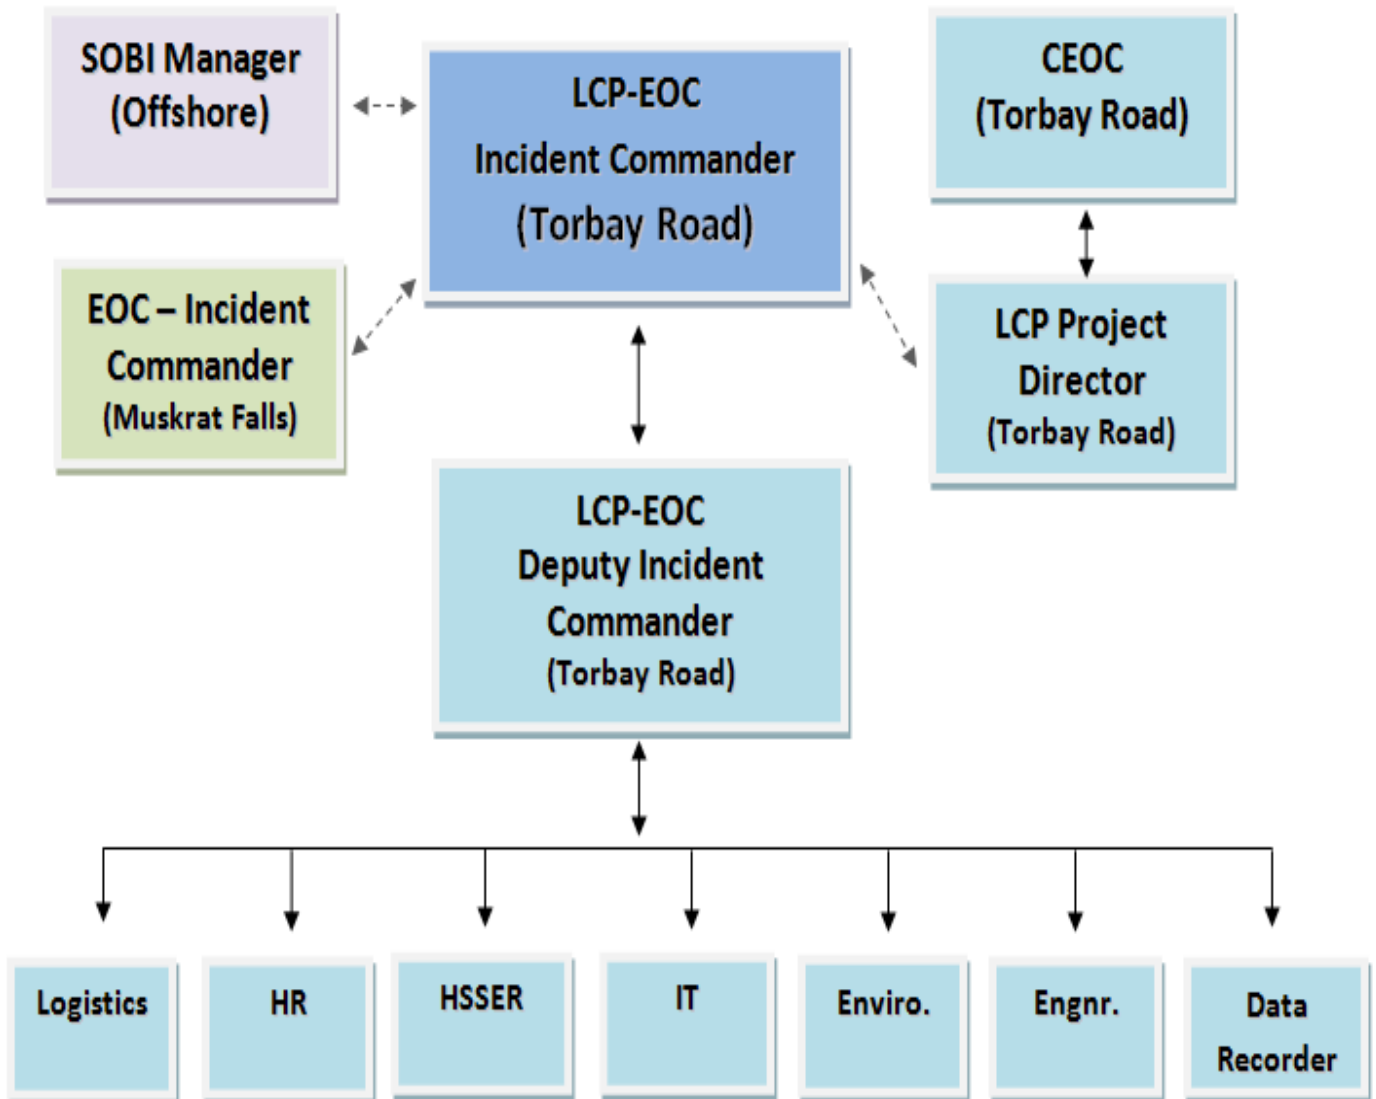 SOBI Manager
(Offshore)
LCP-EOC
Incident Commander
(Torbay Road)
CEOC
(Torbay Road)
EOC – Incident
Commander
(Muskrat Falls)
LCP Project
Director
(Torbay Road)
LCP-EOC
Deputy Incident
Commander
(Torbay Road)
Logistics
HR
HSSER
IT
Enviro.
Engnr.
Data
Recorder